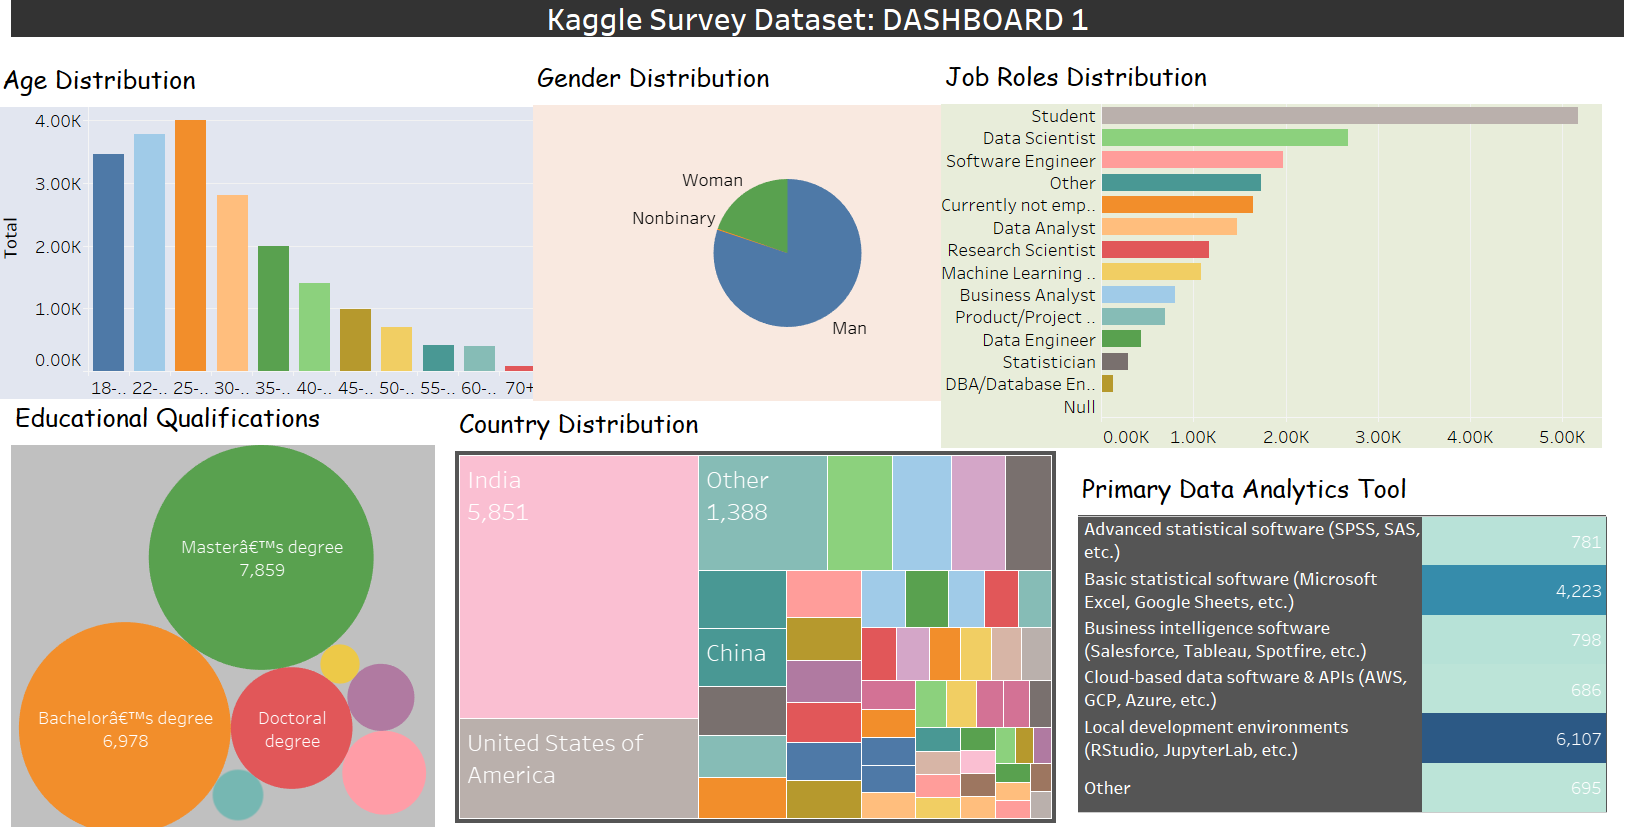 Kaggle Survey Dataset: DASHBOARD 1
Age Distribution
Total
4.00K
3.00K
2.00K
1.00K
0.00K
18-.. 22-.. 25-.. 30-.. 35-.. 40-.. 45-.. 50-.. 55-.. 60-.. 70+
Gender Distribution
Woman
Nonbinary
Man
Job Roles Distribution
Student
Data Scientist
Software Engineer
Other
Currently not emp..
Data Analyst
Research Scientist
Machine Learning ..
Business Analyst
Product/Project ..
Data Engineer
Statistician
DBA/Database En..
Null
0.00K 1.00K 2.00K 3.00K 4.00K 5.00K
Educational Qualifications
Masterâ€™s degree
7,859
Bachelorâ€™s degree
6,978
Doctoral
degree
Country Distribution
India
5,851
Other
1,388
China
United States of
America
Primary Data Analytics Tool
Advanced statistical software (SPSS, SAS,
etc.)
781
Basic statistical software (Microsoft
Excel, Google Sheets, etc.)
4,223
Business intelligence software
(Salesforce, Tableau, Spotfire, etc.)
798
Cloud-based data software & APIs (AWS,
GCP, Azure, etc.)
686
Local development environments
(RStudio, JupyterLab, etc.)
6,107
Other
695